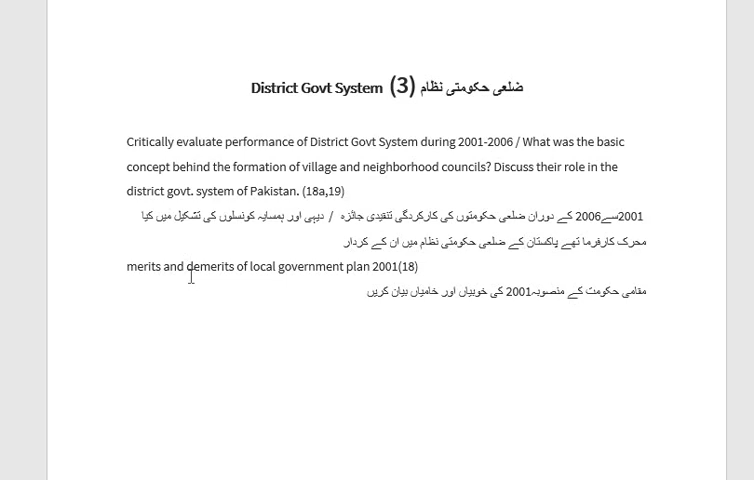 District Govt System (3) ضلعی حکومتی نظام
Critically evaluate performance of District Govt System during 2001-2006 / What was the basic
concept behind the formation of village and neighborhood councils? Discuss their role in the
district govt. system of Pakistan. (18a,19)
2001سے2006 کے دوران ضلعی حکومتوں کی کارکردگی تنقیدی جائزہ / دیہی اور ہمسایہ کونسلوں کی تشکیل میں کیا
محرک کارفرما تھے پاکستان کے ضلعی حکومتی نظام میں ان کے کردار
merits and demerits of local government plan 2001(18)
مقامی حکومت کے منصوبہ2001 کی خوبیاں اور خامیاں بیان کریں